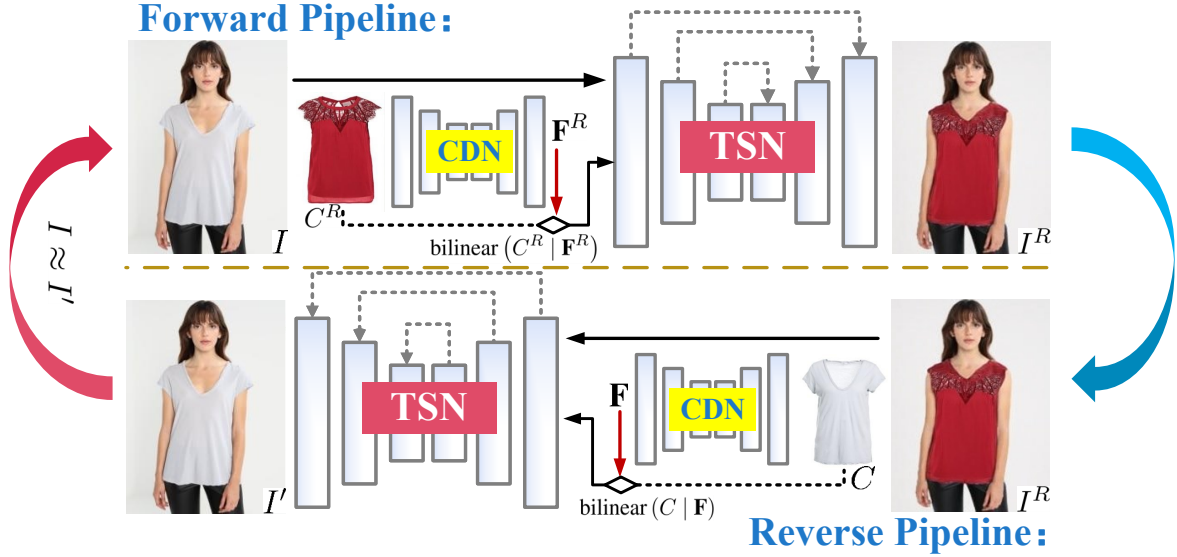 Forward Pipeline：
CDN
F^R
TSN
C^R
bilinear (C^R | F^R)
I
I^R
I ≈ I′
TSN
F
CDN
C
bilinear (C | F)
I′
I^R
Reverse Pipeline：